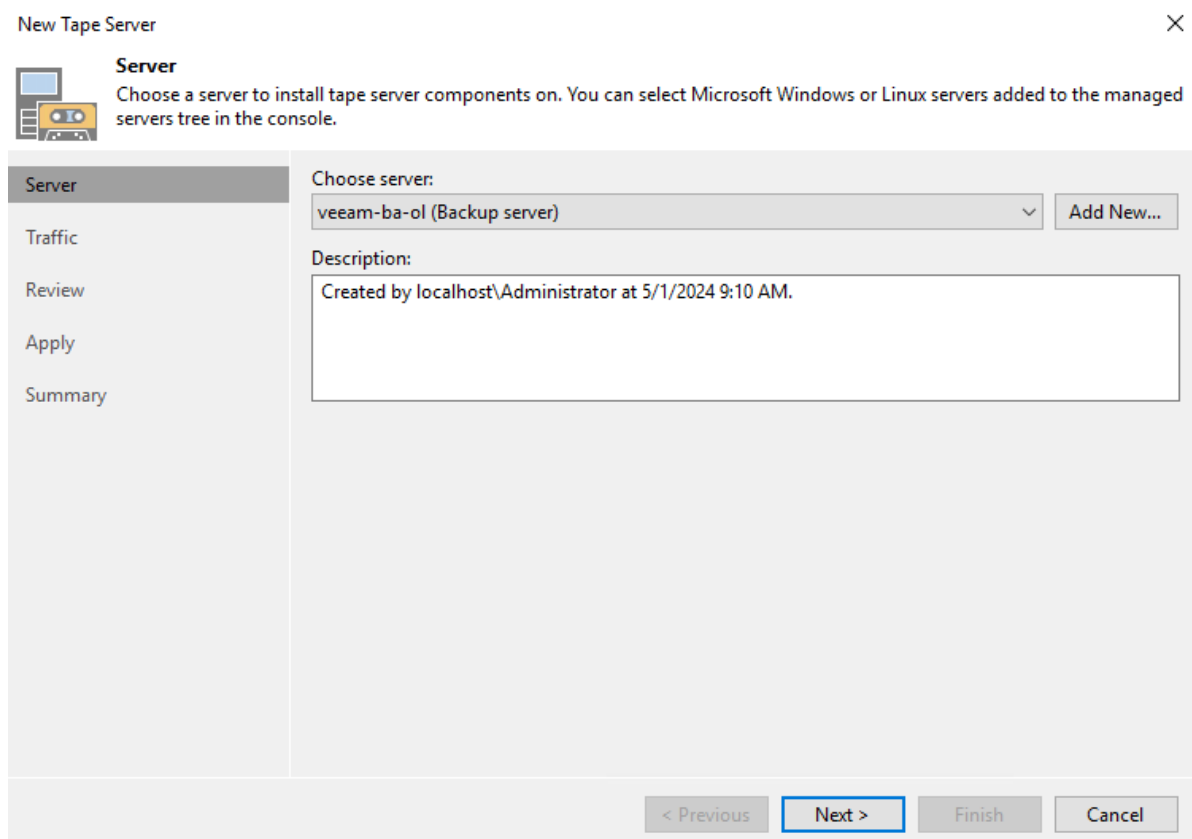 New Tape Server
Server
Choose a server to install tape server components on. You can select Microsoft Windows or Linux servers added to the managed
servers tree in the console.
Server
Traffic
Review
Apply
Summary
Choose server:
veeam-ba-ol (Backup server)
Add New...
Description:
Created by localhost\Administrator at 5/1/2024 9:10 AM.
< Previous
Next >
Finish
Cancel